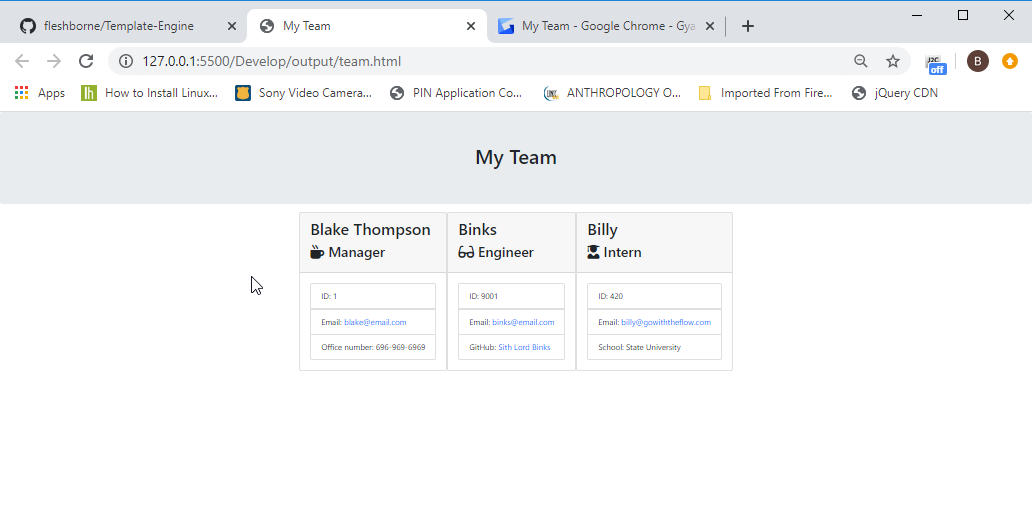 fleshborne/Template-Engine
My Team
My Team - Google Chrome - Gya
127.0.0.1:5500/Develop/output/team.html
J2C
off
B
Apps
How to Install Linux...
Sony Video Camera...
PIN Application Co...
ANTHROPOLOGY O...
Imported From Fire...
jQuery CDN
My Team
Blake Thompson
Manager
ID: 1
Email: blake@email.com
Office number: 696-969-6969
Binks
Engineer
ID: 9001
Email: binks@email.com
GitHub: Sith Lord Binks
Billy
Intern
ID: 420
Email: billy@gowiththeflow.com
School: State University